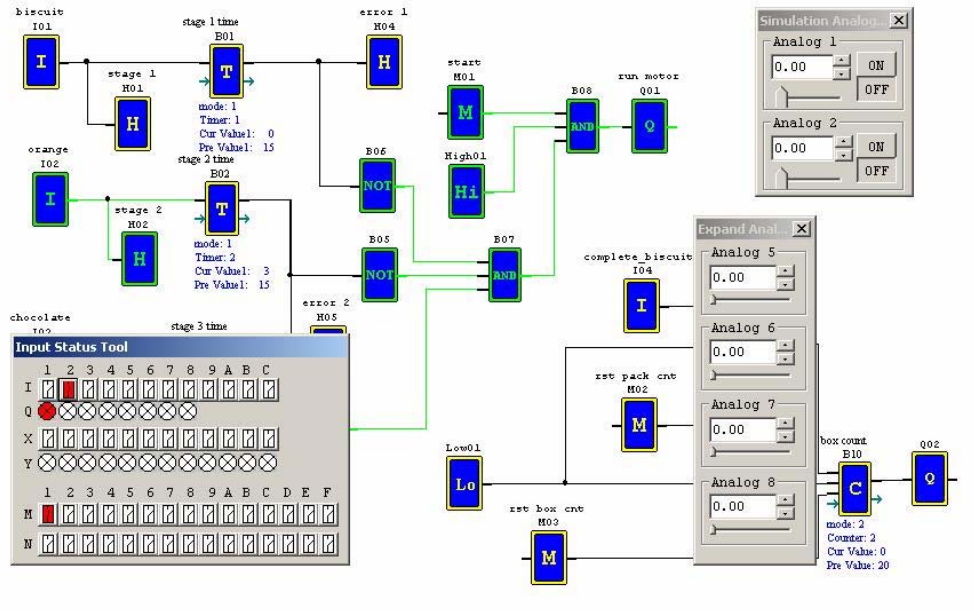 biscuit
I01
I
stage 1
H01
H
stage 1 time
B01
T
mode: 1
Timer: 1
Cur Value1: 0
Pre Value1: 15
error 1
H04
H
orange
I02
I
stage 2
H02
H
stage 2 time
B02
T
mode: 1
Timer: 2
Cur Value1: 3
Pre Value1: 15
B06
NOT
B05
NOT
error 2
H05
start
M01
M
High01
Hi
B07
AND
B08
AND
run motor
Q01
Q
chocolate
stage 3 time
Input Status Tool
1 2 3 4 5 6 7 8 9 A B C
I
Q
X
Y
1 2 3 4 5 6 7 8 9 A B C D E F
M
N
Simulation Analog...
Analog 1
0.00
ON
OFF
Analog 2
0.00
ON
OFF
complete_biscuit
I04
I
rst pack cnt
M02
M
Low01
Lo
rst box cnt
M03
M
Expand Anal...
Analog 5
0.00
Analog 6
0.00
Analog 7
0.00
Analog 8
0.00
box count
B10
C
mode: 2
Counter: 2
Cur Value: 0
Pre Value: 20
Q02
Q